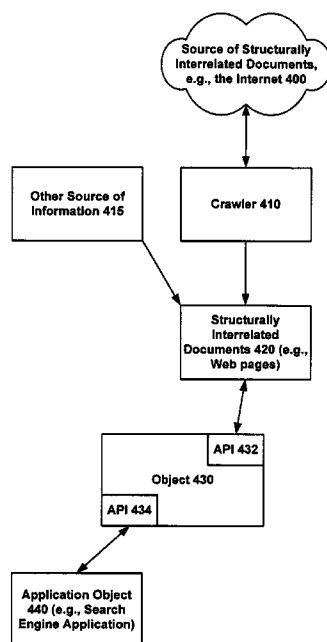 Source of Structurally
Interrelated Documents,
e.g., the Internet 400
Other Source of
Information 415
Crawler 410
Structurally
Interrelated
Documents 420 (e.g.,
Web pages)
API 432
Object 430
API 434
Application Object
440 (e.g., Search
Engine Application)